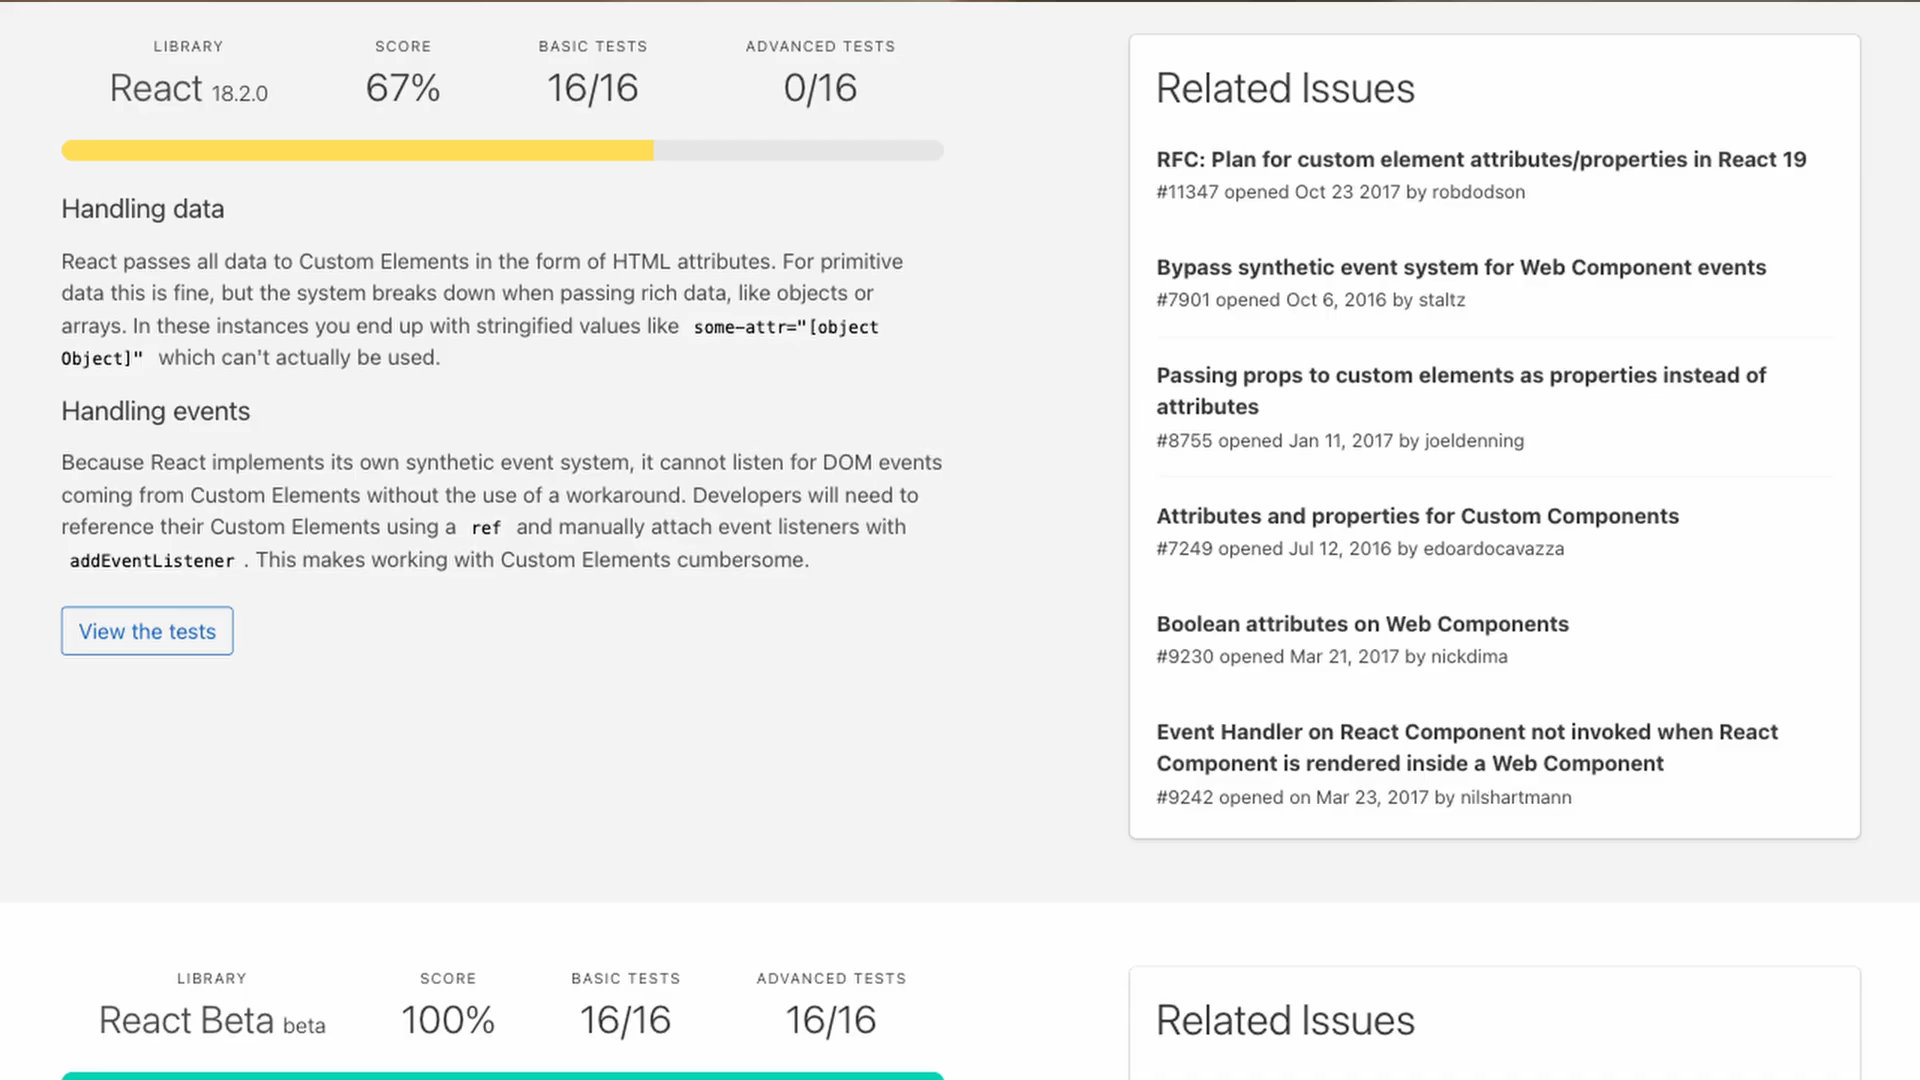 LIBRARY SCORE BASIC TESTS ADVANCED TESTS
React 18.2.0 67% 16/16 0/16
Handling data
React passes all data to Custom Elements in the form of HTML attributes. For primitive
data this is fine, but the system breaks down when passing rich data, like objects or
arrays. In these instances you end up with stringified values like some-attr="[object
Object]" which can't actually be used.
Handling events
Because React implements its own synthetic event system, it cannot listen for DOM events
coming from Custom Elements without the use of a workaround. Developers will need to
reference their Custom Elements using a ref and manually attach event listeners with
addEventListener . This makes working with Custom Elements cumbersome.
View the tests
Related Issues
RFC: Plan for custom element attributes/properties in React 19
#11347 opened Oct 23 2017 by robdodson
Bypass synthetic event system for Web Component events
#7901 opened Oct 6, 2016 by staltz
Passing props to custom elements as properties instead of
attributes
#8755 opened Jan 11, 2017 by joeldenning
Attributes and properties for Custom Components
#7249 opened Jul 12, 2016 by edoardocavazza
Boolean attributes on Web Components
#9230 opened Mar 21, 2017 by nickdima
Event Handler on React Component not invoked when React
Component is rendered inside a Web Component
#9242 opened on Mar 23, 2017 by nilshartmann
LIBRARY SCORE BASIC TESTS ADVANCED TESTS
React Beta beta 100% 16/16 16/16
Related Issues